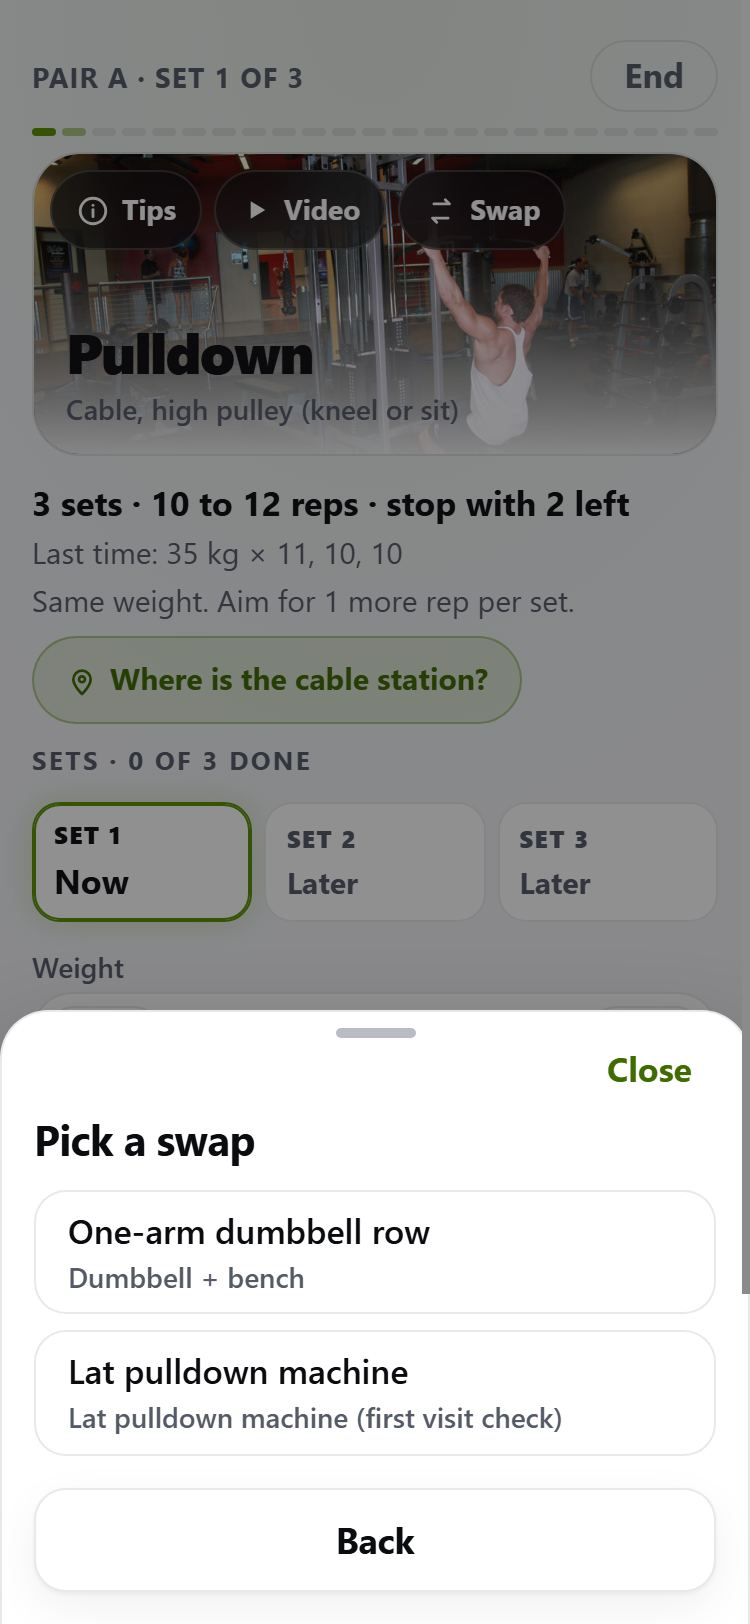 PAIR A · SET 1 OF 3
End
Tips
Video
Swap
Pulldown
Cable, high pulley (kneel or sit)
3 sets · 10 to 12 reps · stop with 2 left
Last time: 35 kg × 11, 10, 10
Same weight. Aim for 1 more rep per set.
Where is the cable station?
SETS · 0 OF 3 DONE
SET 1
Now
SET 2
Later
SET 3
Later
Weight
Close
Pick a swap
One-arm dumbbell row
Dumbbell + bench
Lat pulldown machine
Lat pulldown machine (first visit check)
Back